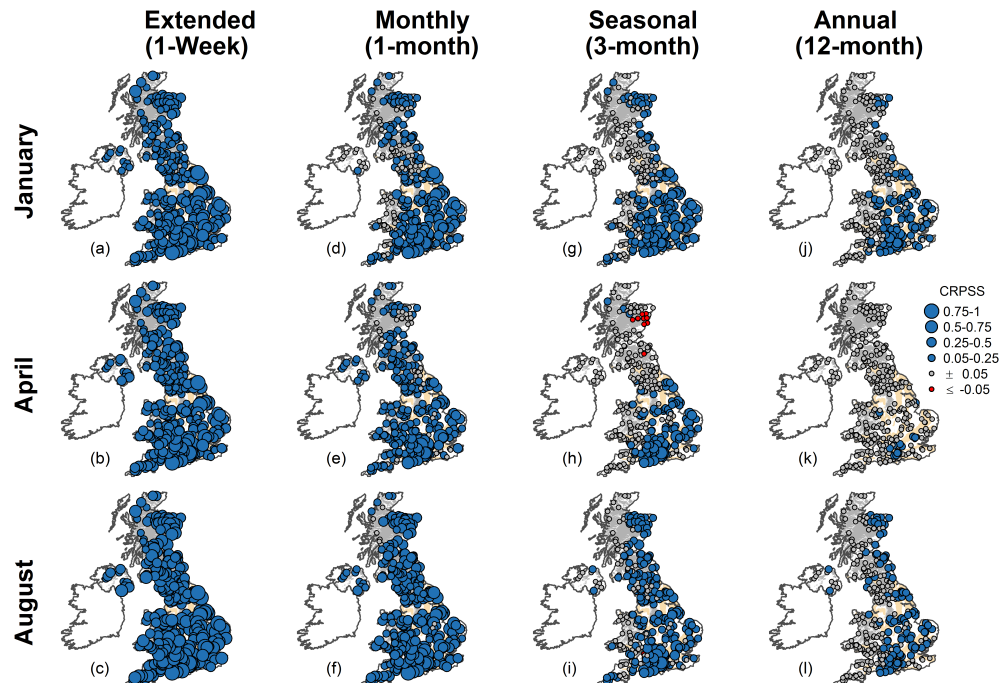 Extended
(1-Week)
Monthly
(1-month)
Seasonal
(3-month)
Annual
(12-month)
January
(a)
(d)
(g)
(j)
April
(b)
(e)
(h)
(k)
CRPSS
0.75-1
0.5-0.75
0.25-0.5
0.05-0.25
± 0.05
≤ -0.05
August
(c)
(f)
(i)
(l)